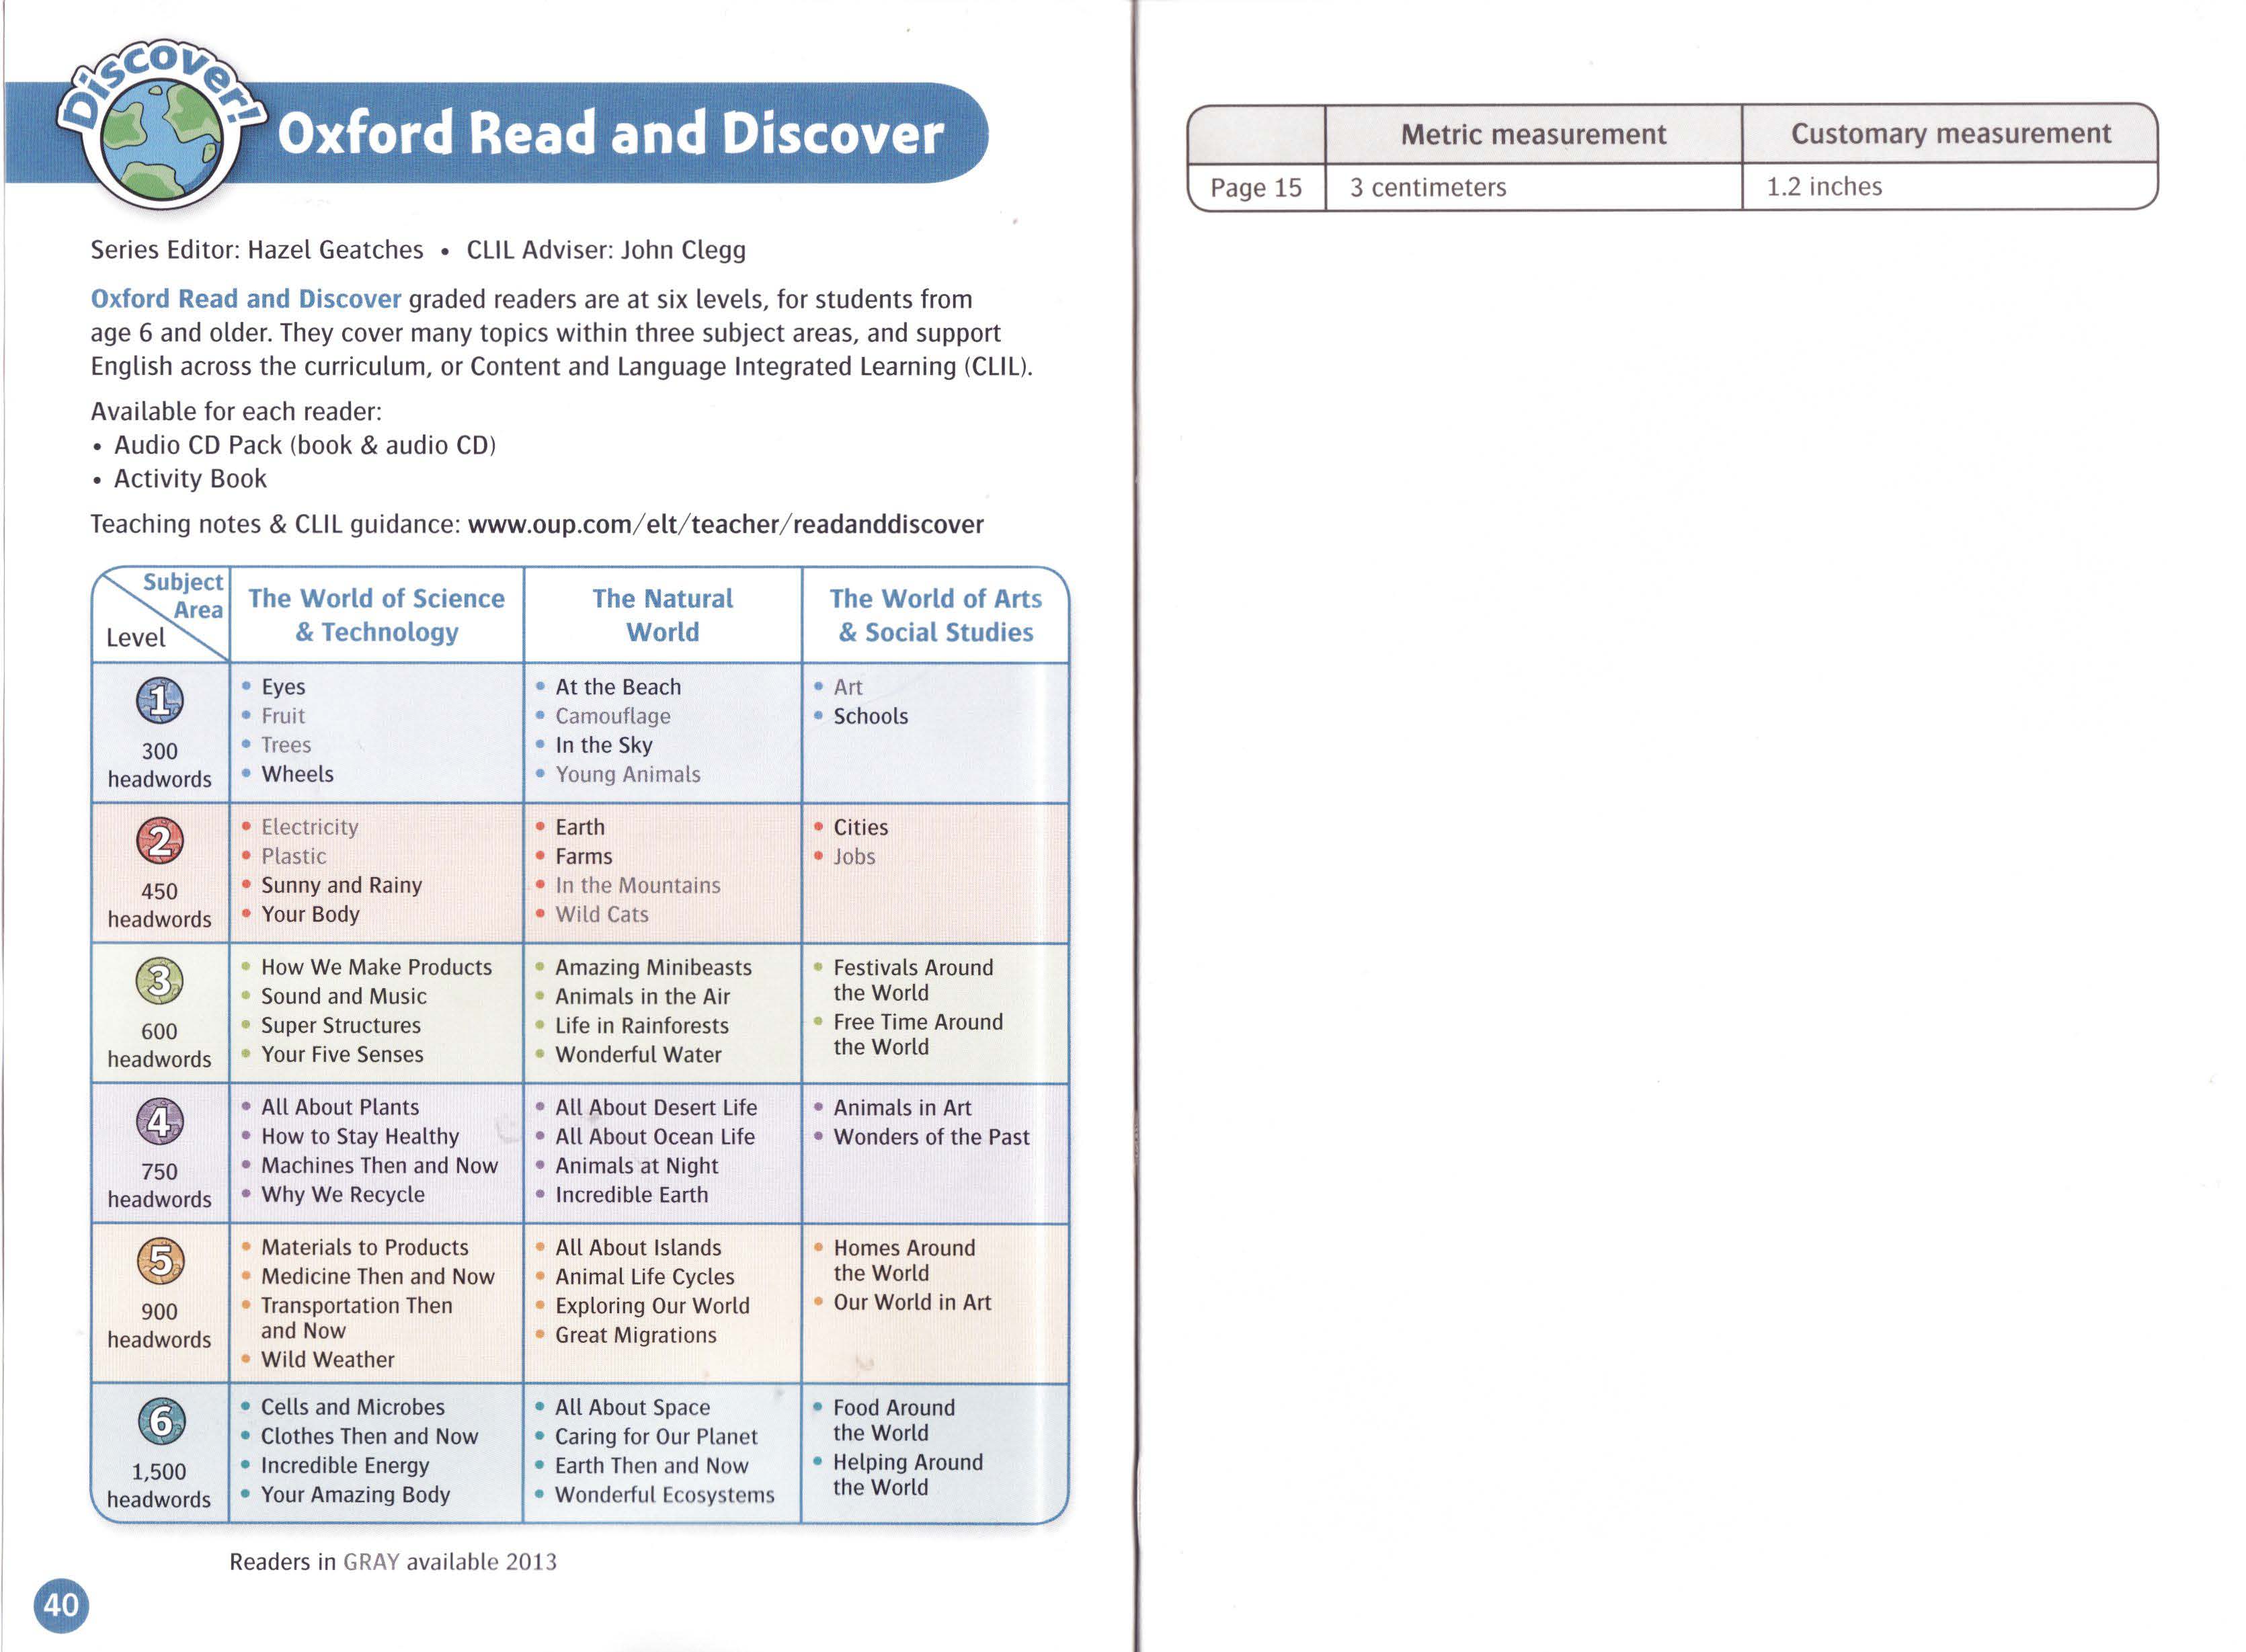 Discover!
Oxford Read and Discover
Series Editor: Hazel Geatches • CLIL Adviser: John Clegg
Oxford Read and Discover graded readers are at six levels, for students from
age 6 and older. They cover many topics within three subject areas, and support
English across the curriculum, or Content and Language Integrated Learning (CLIL).
Available for each reader:
• Audio CD Pack (book & audio CD)
• Activity Book
Teaching notes & CLIL guidance: www.oup.com/elt/teacher/readanddiscover
Subject
Area
Level
The World of Science
& Technology
The Natural
World
The World of Arts
& Social Studies
1
300
headwords
• Eyes
• Fruit
• Trees
• Wheels
• At the Beach
• Camouflage
• In the Sky
• Young Animals
• Art
• Schools
2
450
headwords
• Electricity
• Plastic
• Sunny and Rainy
• Your Body
• Earth
• Farms
• In the Mountains
• Wild Cats
• Cities
• Jobs
3
600
headwords
• How We Make Products
• Sound and Music
• Super Structures
• Your Five Senses
• Amazing Minibeasts
• Animals in the Air
• Life in Rainforests
• Wonderful Water
• Festivals Around
the World
• Free Time Around
the World
4
750
headwords
• All About Plants
• How to Stay Healthy
• Machines Then and Now
• Why We Recycle
• All About Desert Life
• All About Ocean Life
• Animals at Night
• Incredible Earth
• Animals in Art
• Wonders of the Past
5
900
headwords
• Materials to Products
• Medicine Then and Now
• Transportation Then
and Now
• Wild Weather
• All About Islands
• Animal Life Cycles
• Exploring Our World
• Great Migrations
• Homes Around
the World
• Our World in Art
6
1,500
headwords
• Cells and Microbes
• Clothes Then and Now
• Incredible Energy
• Your Amazing Body
• All About Space
• Caring for Our Planet
• Earth Then and Now
• Wonderful Ecosystems
• Food Around
the World
• Helping Around
the World
Readers in GRAY available 2013
40
Metric measurement Customary measurement
Page 15 3 centimeters 1.2 inches